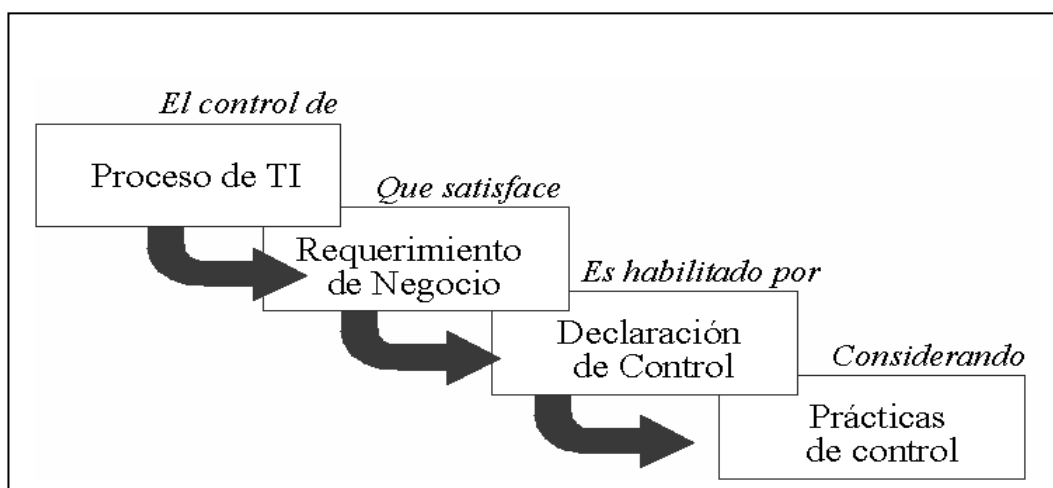 El control de
Proceso de TI
Que satisface
Requerimiento
de Negocio
Es habilitado por
Declaración
de Control
Considerando
Prácticas
de control